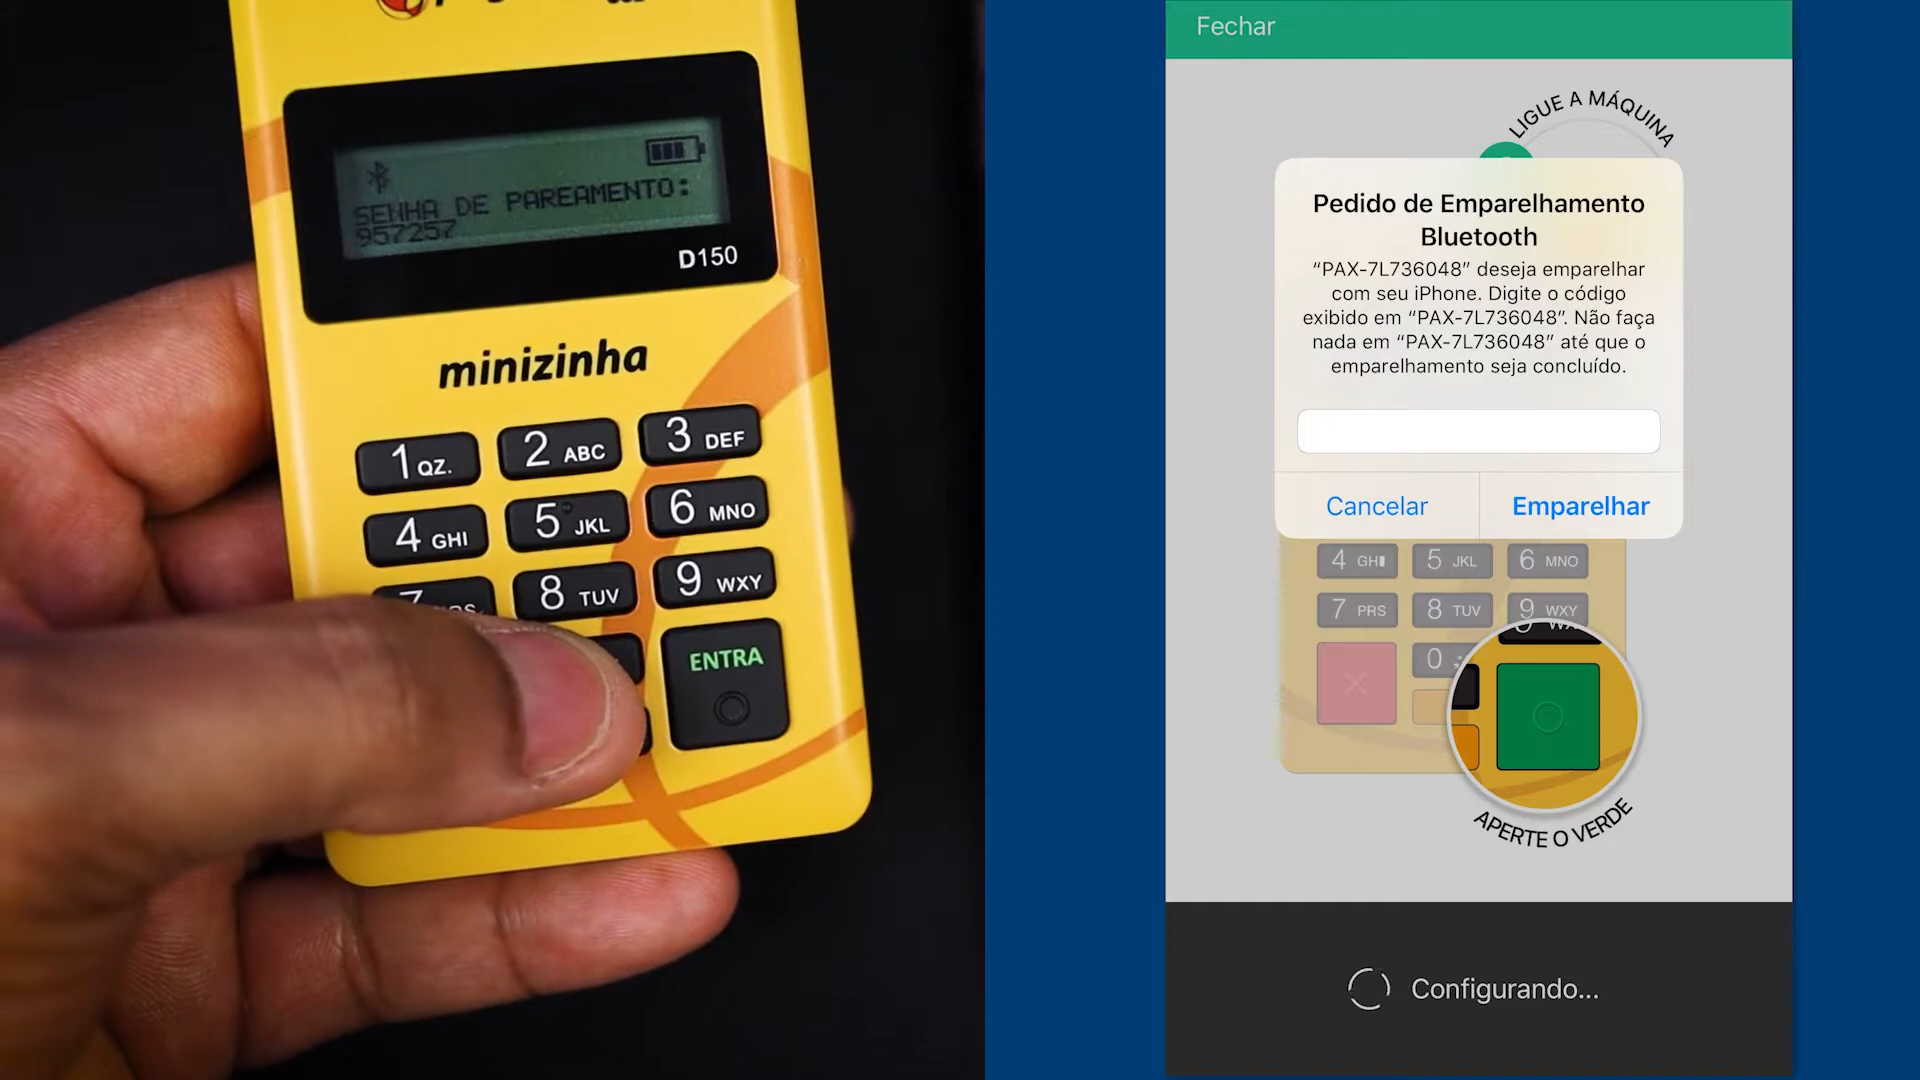 SENHA DE PAREAMENTO:
957257
D150
minizinha
1 QZ.
2 ABC
3 DEF
4 GHI
5 JKL
6 MNO
8 TUV
9 WXY
ENTRA
Fechar
LIGUE A MÁQUINA
Pedido de Emparelhamento
Bluetooth
“PAX-7L736048” deseja emparelhar
com seu iPhone. Digite o código
exibido em “PAX-7L736048”. Não faça
nada em “PAX-7L736048” até que o
emparelhamento seja concluído.
Cancelar
Emparelhar
4 GHI
5 JKL
6 MNO
7 PRS
8 TUV
9 WXY
0
APERTE O VERDE
Configurando...